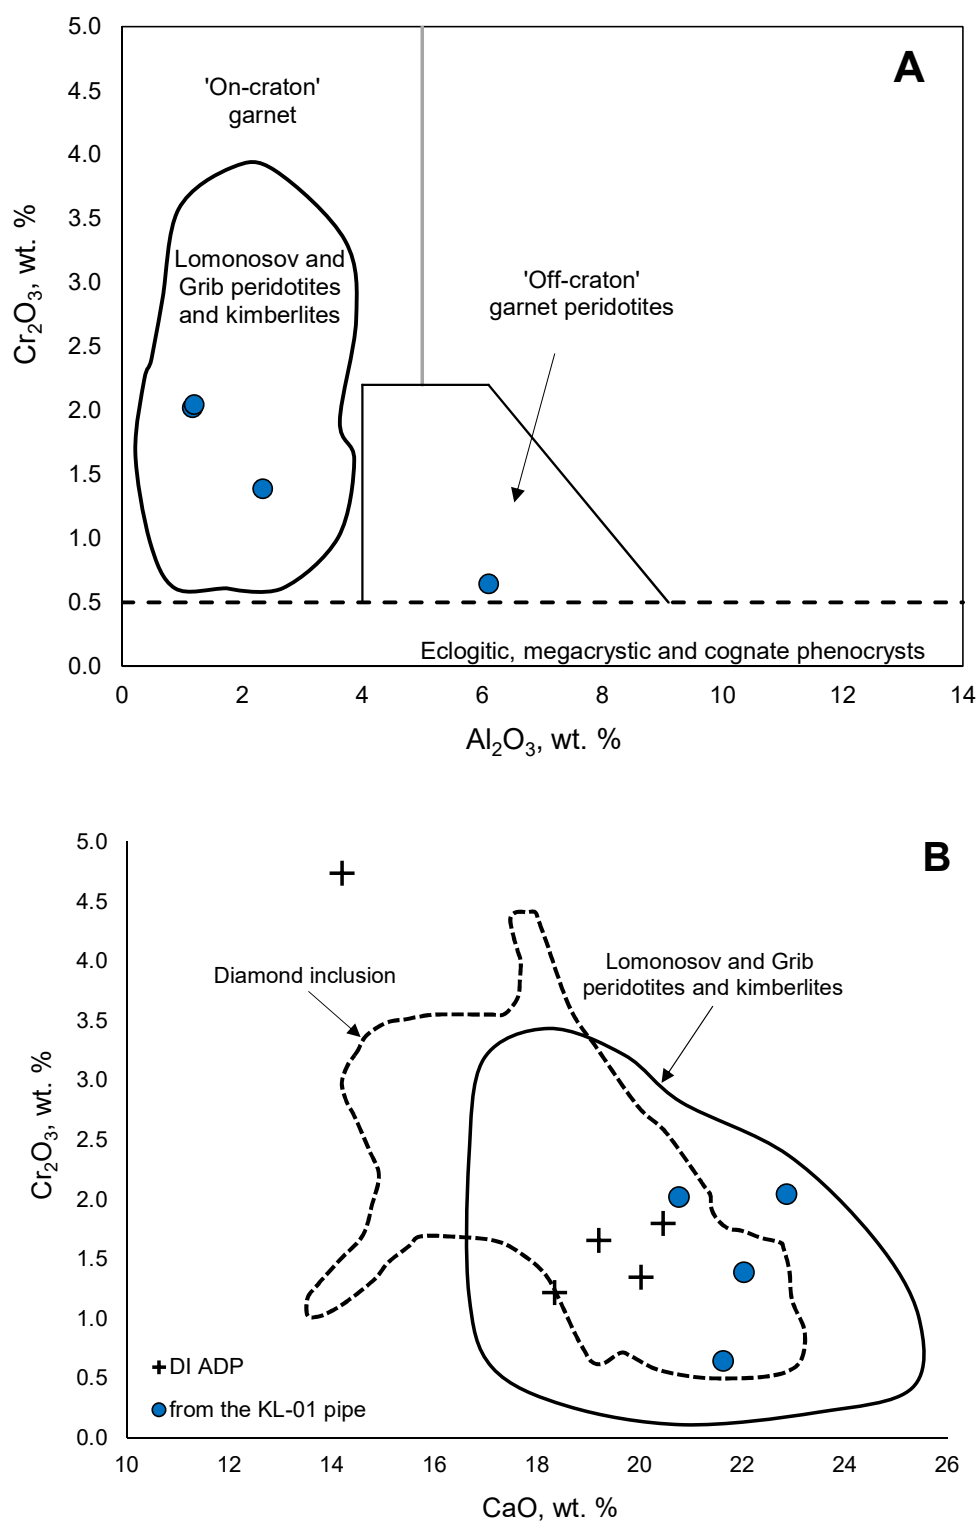 A
5.0
4.5
4.0
3.5
3.0
2.5
2.0
1.5
1.0
0.5
0.0
Cr2O3, wt. %
'On-craton'
garnet
Lomonosov and
Grib peridotites
and kimberlites
'Off-craton'
garnet peridotites
Eclogitic, megacrystic and cognate phenocrysts
0 2 4 6 8 10 12 14
Al2O3, wt. %
B
5.0
4.5
4.0
3.5
3.0
2.5
2.0
1.5
1.0
0.5
0.0
Cr2O3, wt. %
Diamond inclusion
Lomonosov and Grib
peridotites and kimberlites
DI ADP
from the KL-01 pipe
10 12 14 16 18 20 22 24 26
CaO, wt. %